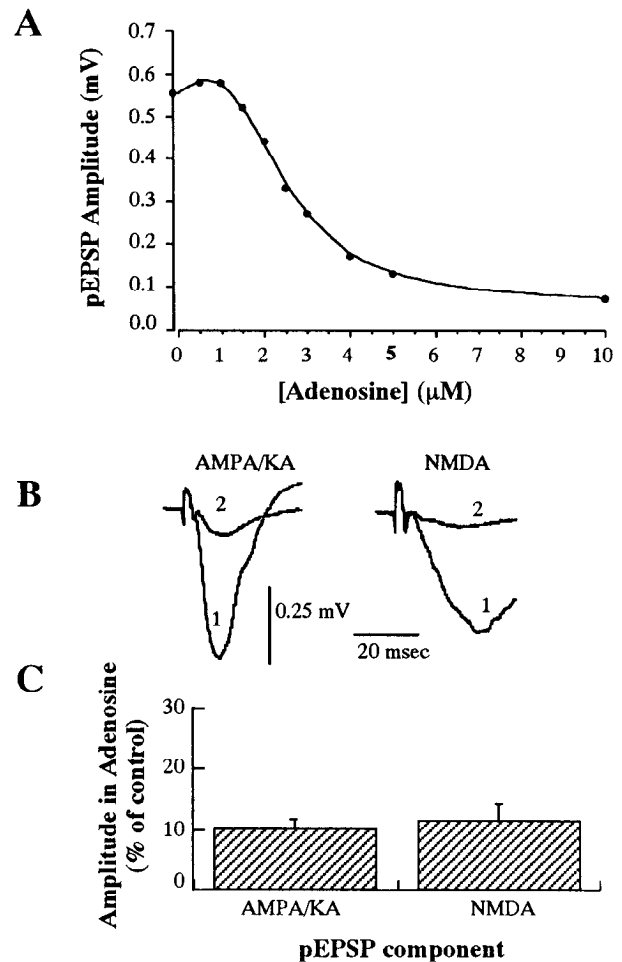 A
pEPSP Amplitude (mV)
0.7
0.6
0.5
0.4
0.3
0.2
0.1
0.0
0 1 2 3 4 5 6 7 8 9 10
[Adenosine] (μM)
B
AMPA/KA
NMDA
2
1
2
1
0.25 mV
20 msec
C
Amplitude in Adenosine
(% of control)
30
20
10
0
AMPA/KA
NMDA
pEPSP component